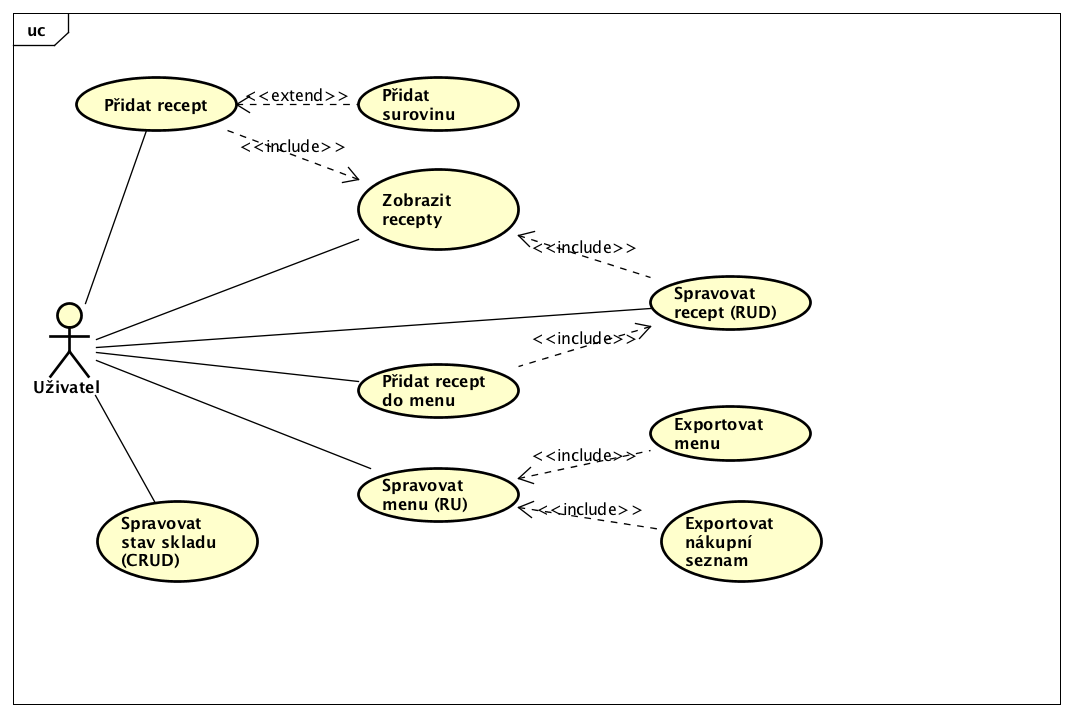 uc
Přidat recept
<<extend>>
Přidat
surovinu
<<include>>
Zobrazit
recepty
<<include>>
Spravovat
recept (RUD)
<<include>>
Uživatel
Přidat recept
do menu
Exportovat
menu
<<include>>
Spravovat
menu (RU)
<<include>>
Spravovat
stav skladu
(CRUD)
Exportovat
nákupní
seznam